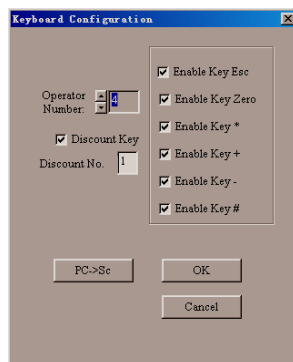 Keyboard Configuration
Operator
Number:
4
Discount Key
Discount No.
1
Enable Key Esc
Enable Key Zero
Enable Key *
Enable Key +
Enable Key -
Enable Key #
PC->Sc
OK
Cancel